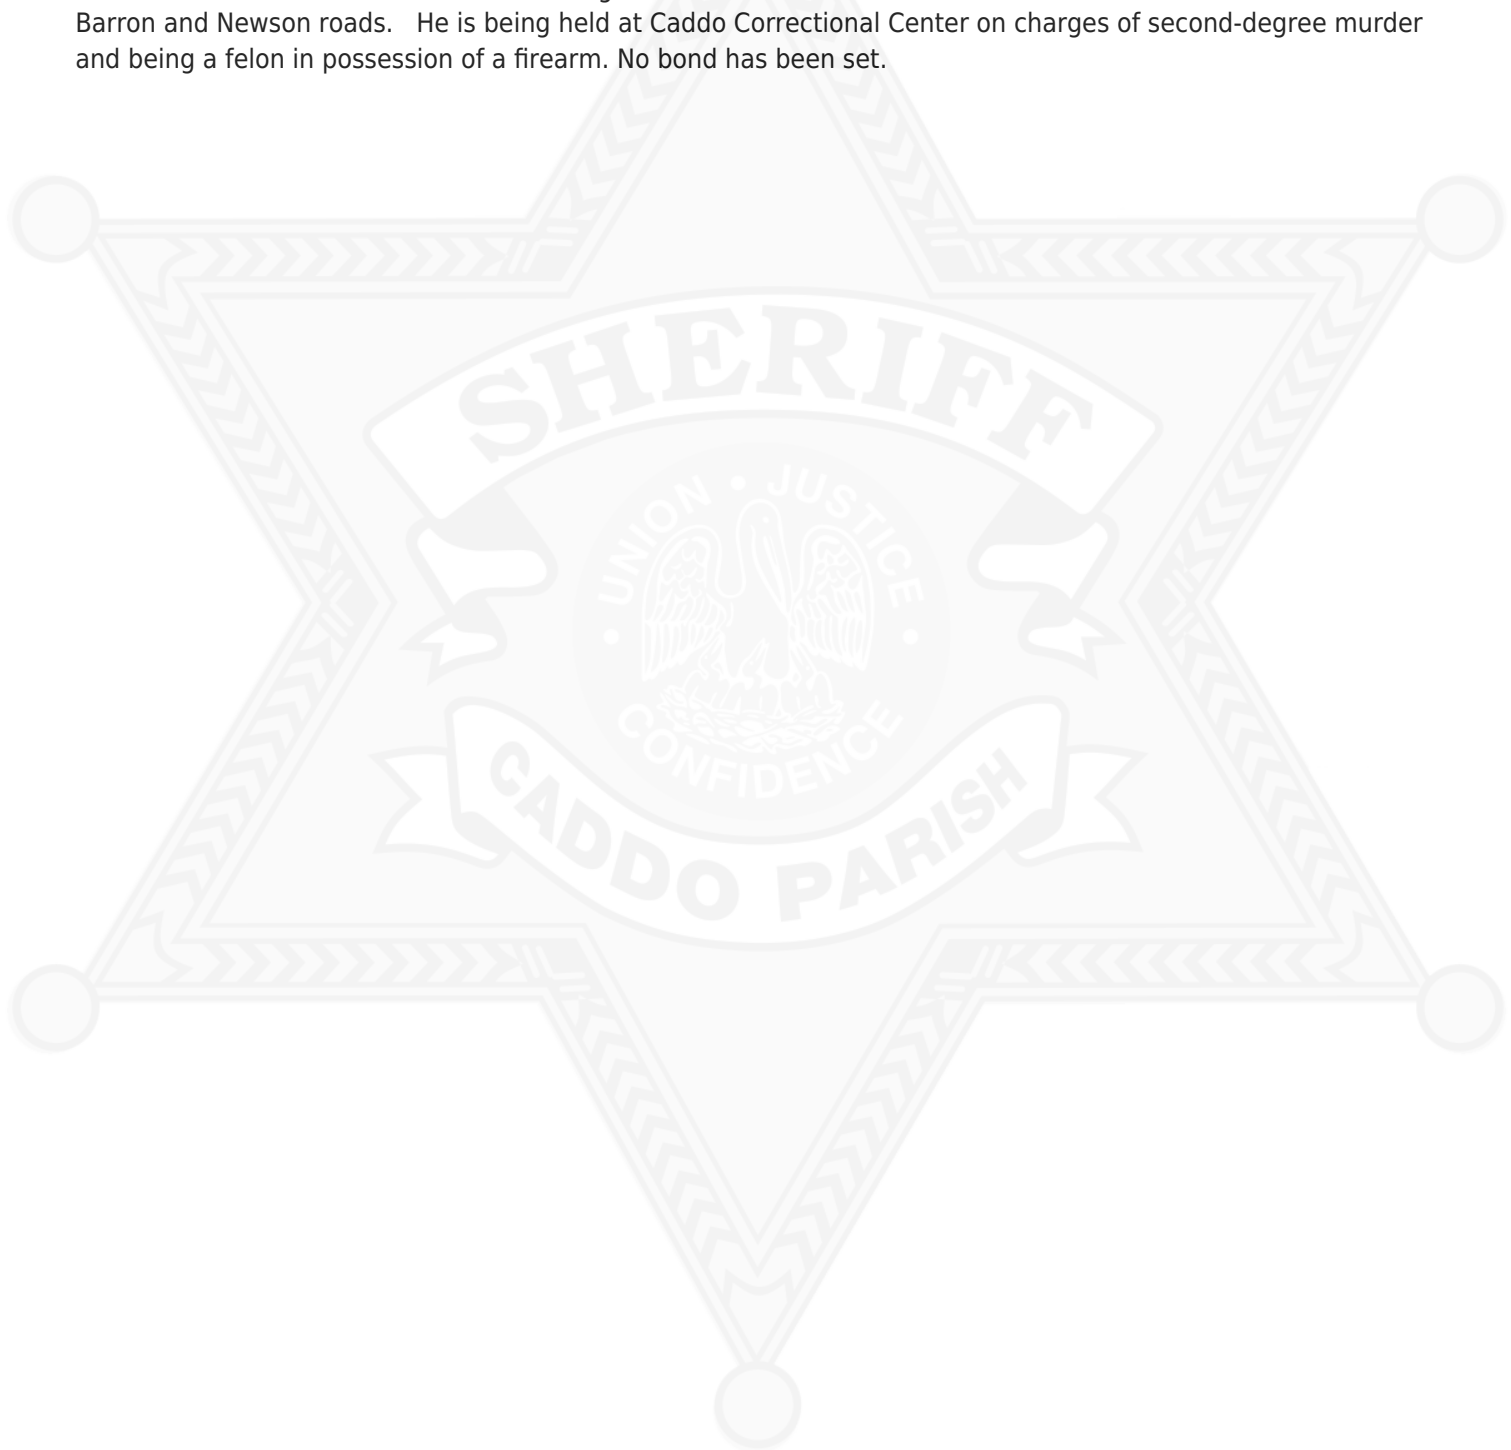 Barron and Newson roads.   He is being held at Caddo Correctional Center on charges of second-degree murder
and being a felon in possession of a firearm. No bond has been set.
SHERIFF
UNION • JUSTICE
• •
CONFIDENCE
CADDO PARISH